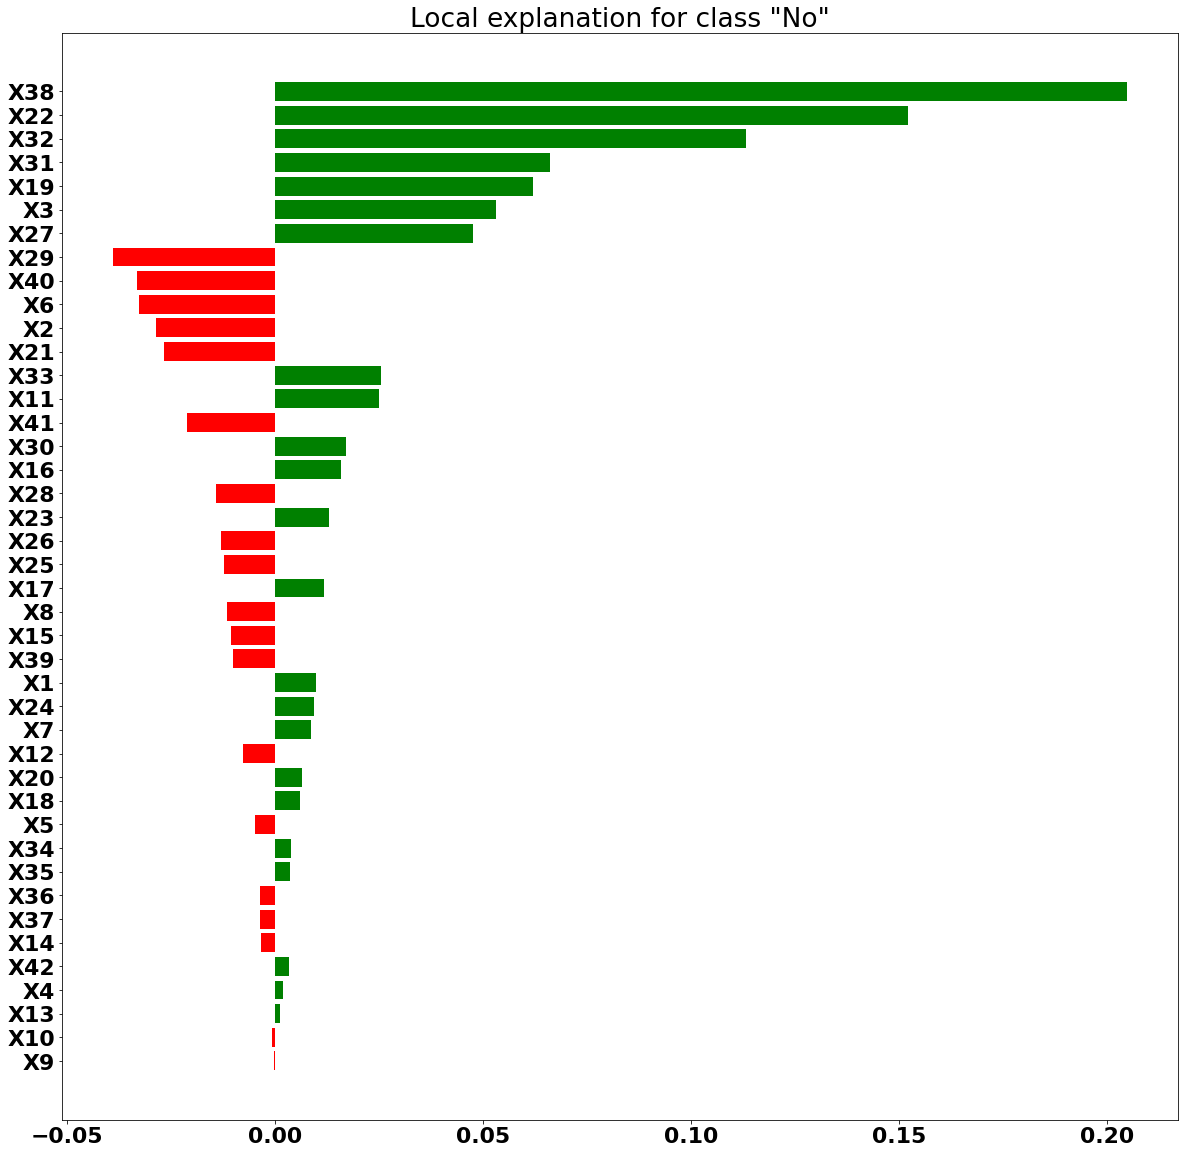 Local explanation for class "No"
X38
X22
X32
X31
X19
X3
X27
X29
X40
X6
X2
X21
X33
X11
X41
X30
X16
X28
X23
X26
X25
X17
X8
X15
X39
X1
X24
X7
X12
X20
X18
X5
X34
X35
X36
X37
X14
X42
X4
X13
X10
X9
−0.05 0.00 0.05 0.10 0.15 0.20